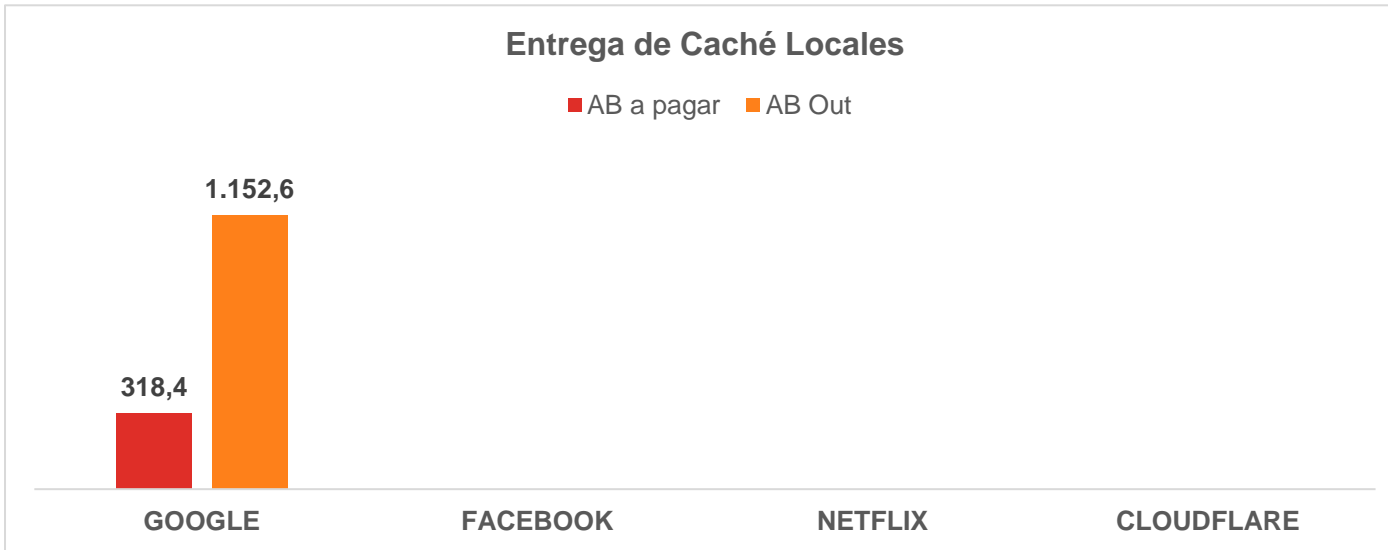 Entrega de Caché Locales
AB a pagar AB Out
1.152,6
318,4
GOOGLE FACEBOOK NETFLIX CLOUDFLARE